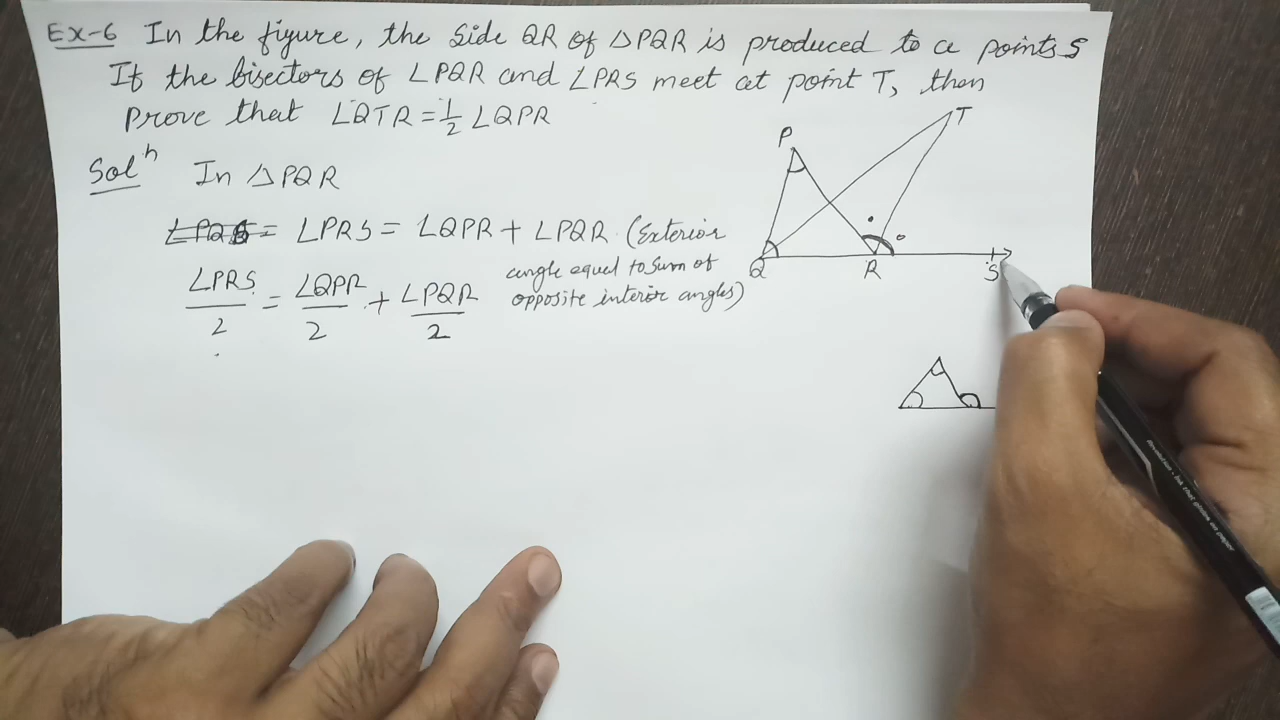 Ex-6 In the figure, the side QR of △PQR is produced to a points S
If the bisectors of ∠PQR and ∠PRS meet at point T, then
Prove that ∠QTR = 1/2 ∠QPR
Solⁿ In △PQR
∠PRS = ∠QPR + ∠PQR (Exterior
angle equal to sum of
opposite interior angles)
∠PRS/2 = ∠QPR/2 + ∠PQR/2
P
T
Q
R
S